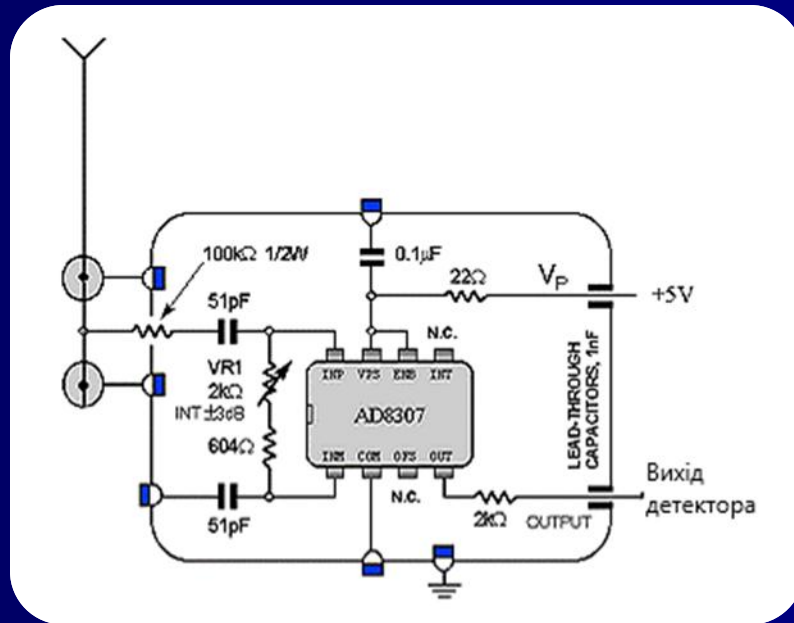 100kΩ 1/2W
51pF
0.1µF
22Ω
VP
+5V
N.C.
VR1
2kΩ
INT ±3dB
604Ω
INP VPS ENB INT
AD8307
INM COM OFS OUT
LEAD-THROUGH
CAPACITORS, 1nF
51pF
N.C.
2kΩ
OUTPUT
Вихід
детектора